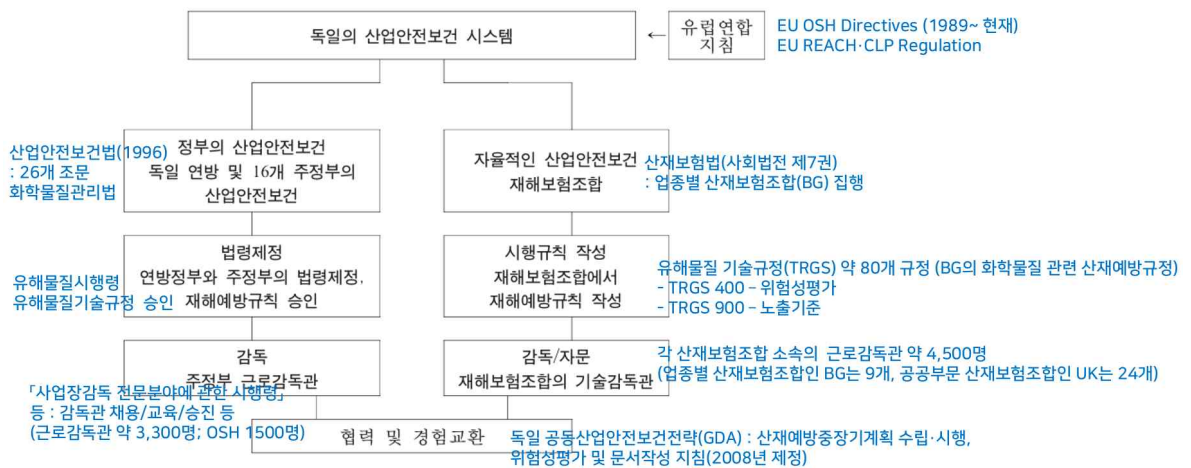 독일의 산업안전보건 시스템
←
유럽연합
지침
EU OSH Directives (1989~ 현재)
EU REACH·CLP Regulation
산업안전보건법(1996)
: 26개 조문
화학물질관리법
정부의 산업안전보건
독일 연방 및 16개 주정부의
산업안전보건
자율적인 산업안전보건
재해보험조합
산재보험법(사회법전 제7권)
: 업종별 산재보험조합(BG) 집행
유해물질시행령
유해물질기술규정 승인
법령제정
연방정부와 주정부의 법령제정,
재해예방규칙 승인
시행규칙 작성
재해보험조합에서
재해예방규칙 작성
유해물질 기술규정(TRGS) 약 80개 규정 (BG의 화학물질 관련 산재예방규정)
- TRGS 400 – 위험성평가
- TRGS 900 – 노출기준
감독
주정부 근로감독관
감독/자문
재해보험조합의 기술감독관
각 산재보험조합 소속의 근로감독관 약 4,500명
(업종별 산재보험조합인 BG는 9개, 공공부문 산재보험조합인 UK는 24개)
「사업장감독 전문분야에 관한 시행령」
등 : 감독관 채용/교육/승진 등
(근로감독관 약 3,300명; OSH 1500명)
협력 및 경험교환
독일 공동산업안전보건전략(GDA) : 산재예방중장기계획 수립·시행,
위험성평가 및 문서작성 지침(2008년 제정)